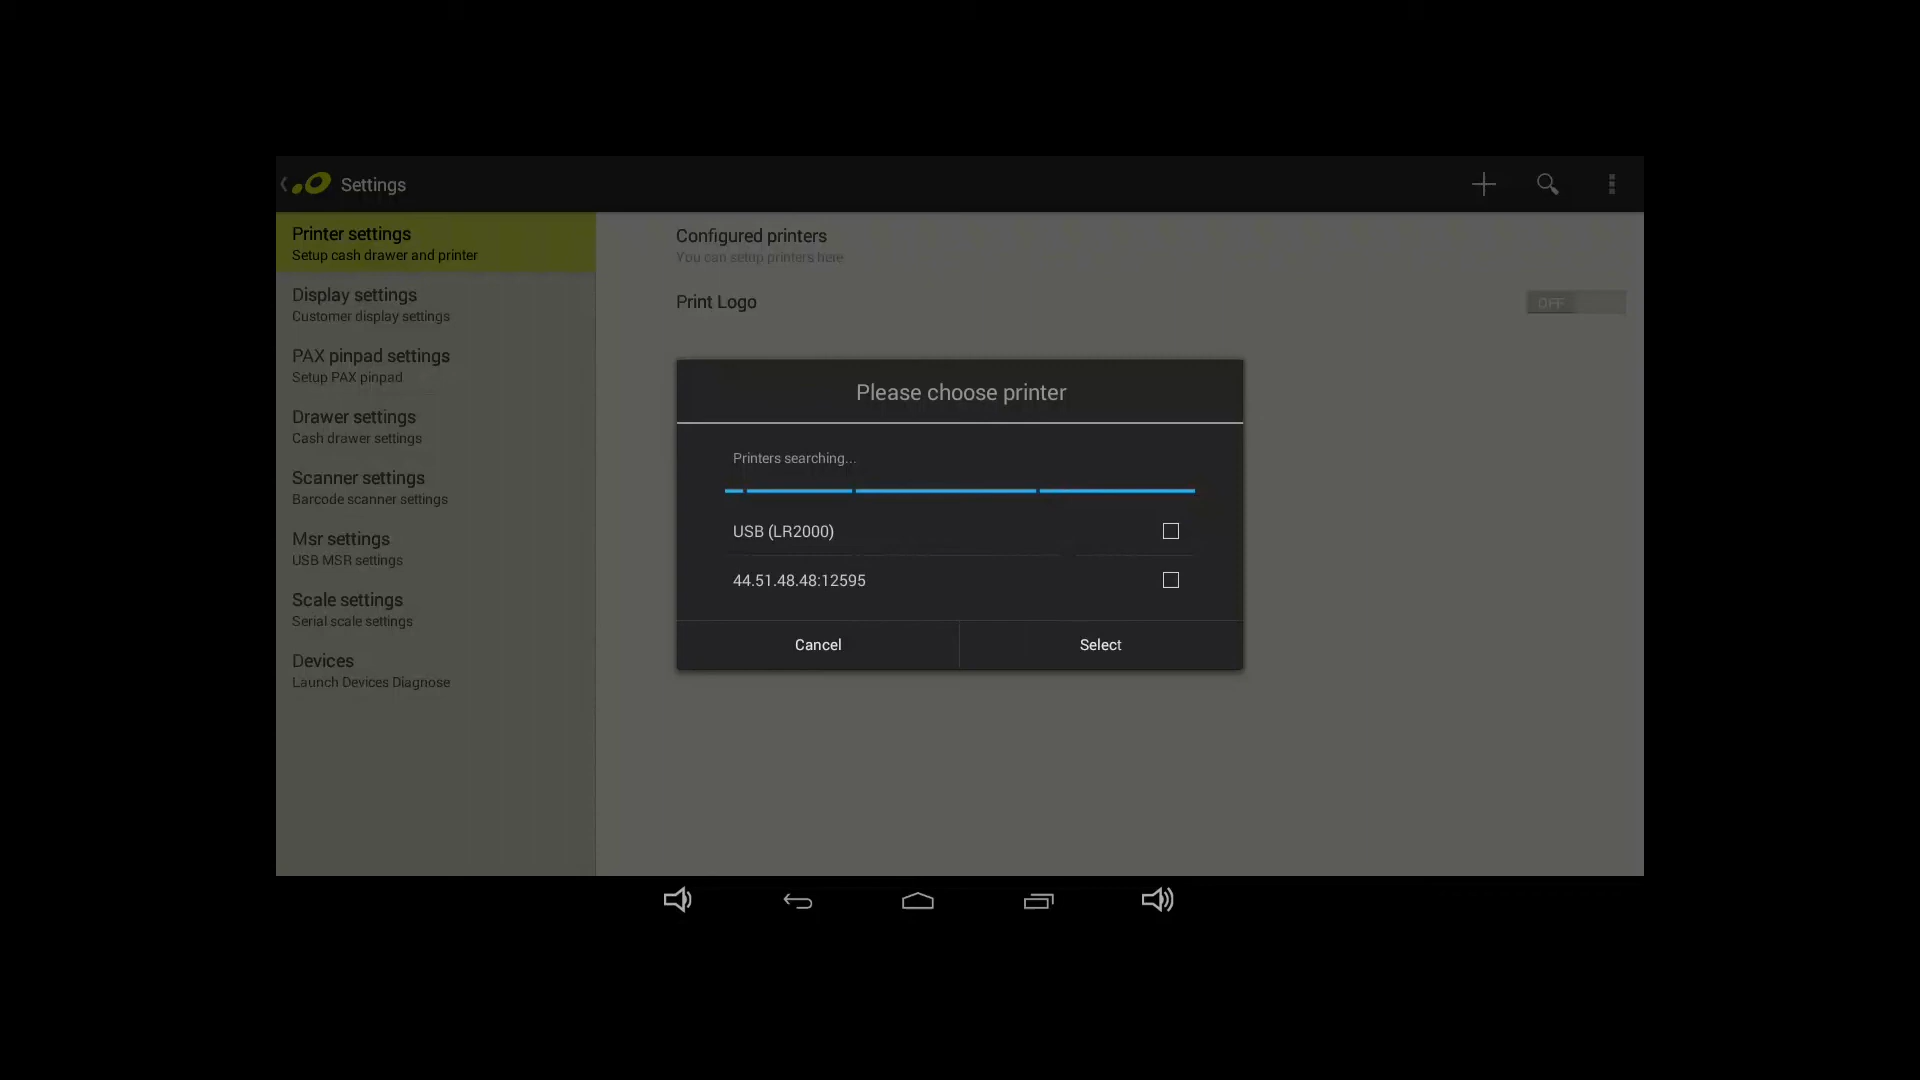 Settings
Printer settings
Setup cash drawer and printer
Display settings
Customer display settings
PAX pinpad settings
Setup PAX pinpad
Drawer settings
Cash drawer settings
Scanner settings
Barcode scanner settings
Msr settings
USB MSR settings
Scale settings
Serial scale settings
Devices
Launch Devices Diagnose
Configured printers
You can setup printers here
Print Logo
OFF
Please choose printer
Printers searching...
USB (LR2000)
44.51.48.48:12595
Cancel
Select